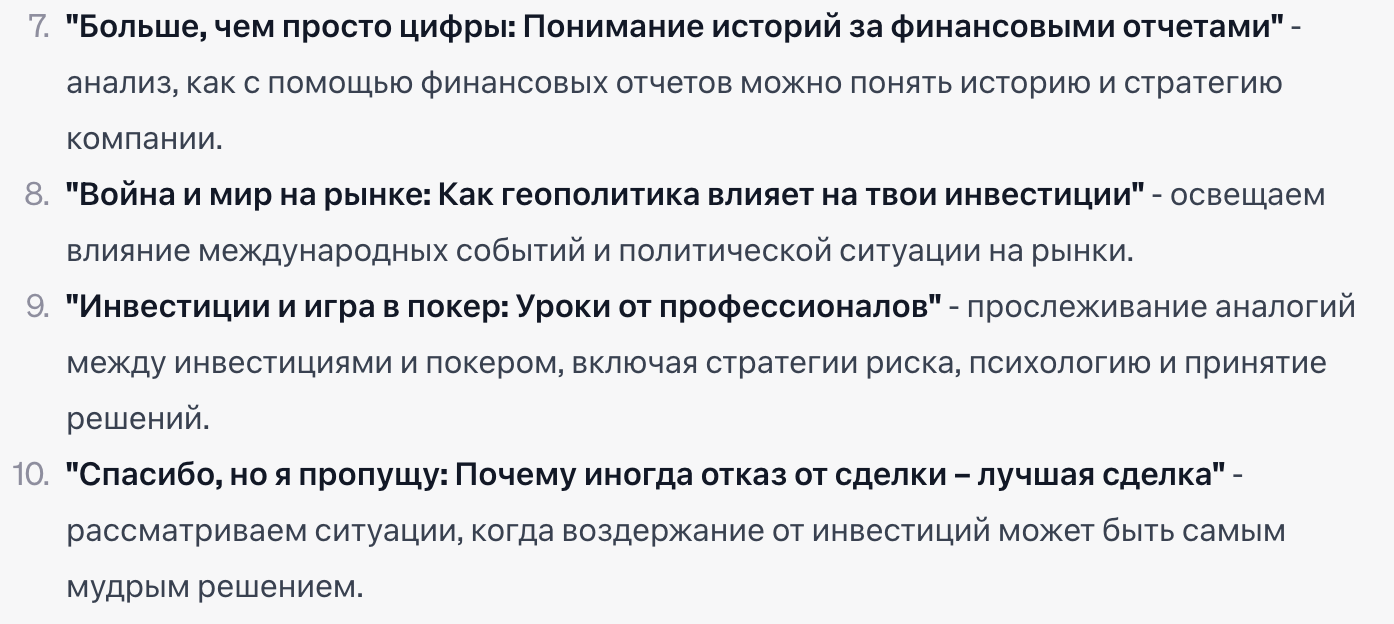 7. "Больше, чем просто цифры: Понимание историй за финансовыми отчетами" -
анализ, как с помощью финансовых отчетов можно понять историю и стратегию
компании.
8. "Война и мир на рынке: Как геополитика влияет на твои инвестиции" - освещаем
влияние международных событий и политической ситуации на рынки.
9. "Инвестиции и игра в покер: Уроки от профессионалов" - прослеживание аналогий
между инвестициями и покером, включая стратегии риска, психологию и принятие
решений.
10. "Спасибо, но я пропущу: Почему иногда отказ от сделки – лучшая сделка" -
рассматриваем ситуации, когда воздержание от инвестиций может быть самым
мудрым решением.